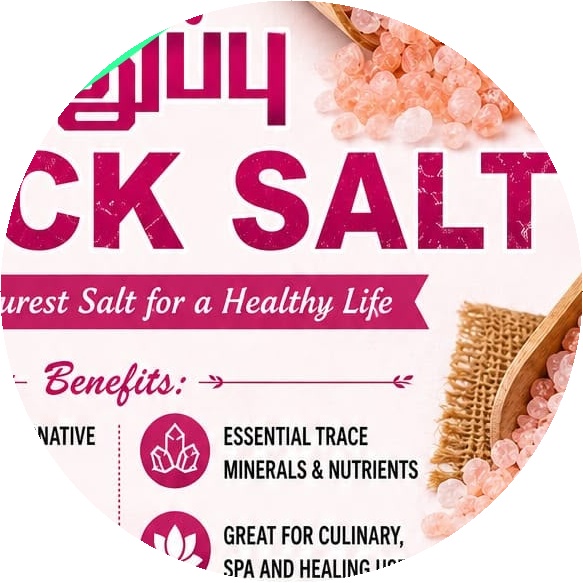 CK SALT
urest Salt for a Healthy Life
Benefits:
NATIVE
ESSENTIAL TRACE
MINERALS & NUTRIENTS
GREAT FOR CULINARY,
SPA AND HEALING